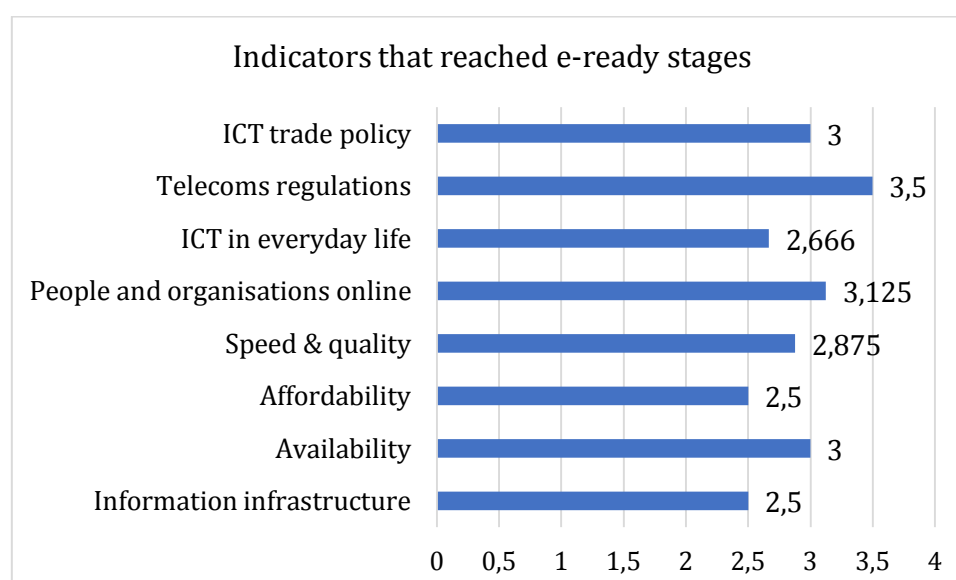 Indicators that reached e-ready stages
ICT trade policy 3
Telecoms regulations 3,5
ICT in everyday life 2,666
People and organisations online 3,125
Speed & quality 2,875
Affordability 2,5
Availability 3
Information infrastructure 2,5
0 0,5 1 1,5 2 2,5 3 3,5 4